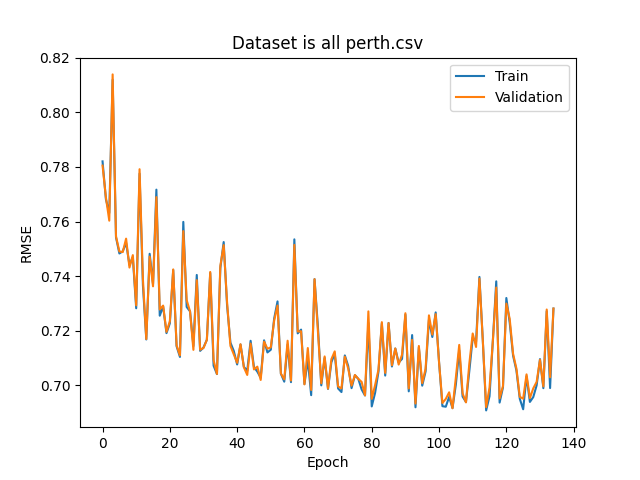 Dataset is all perth.csv
Train
Validation
0.82
0.80
0.78
0.76
0.74
0.72
0.70
RMSE
0 20 40 60 80 100 120 140
Epoch